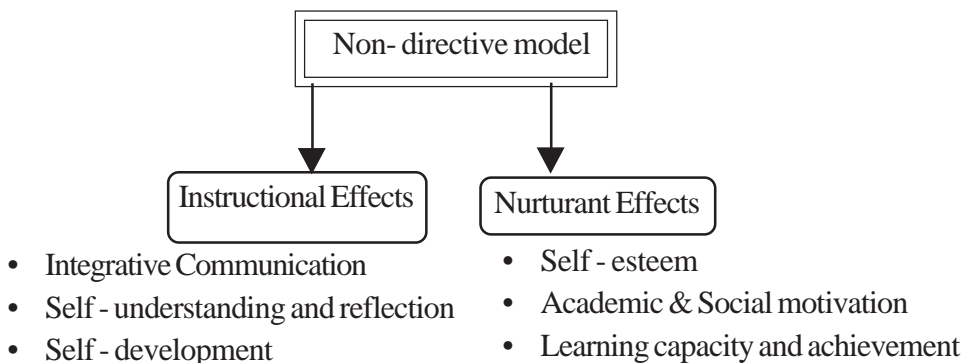 Non- directive model
Instructional Effects
• Integrative Communication
• Self - understanding and reflection
• Self - development
Nurturant Effects
• Self - esteem
• Academic & Social motivation
• Learning capacity and achievement